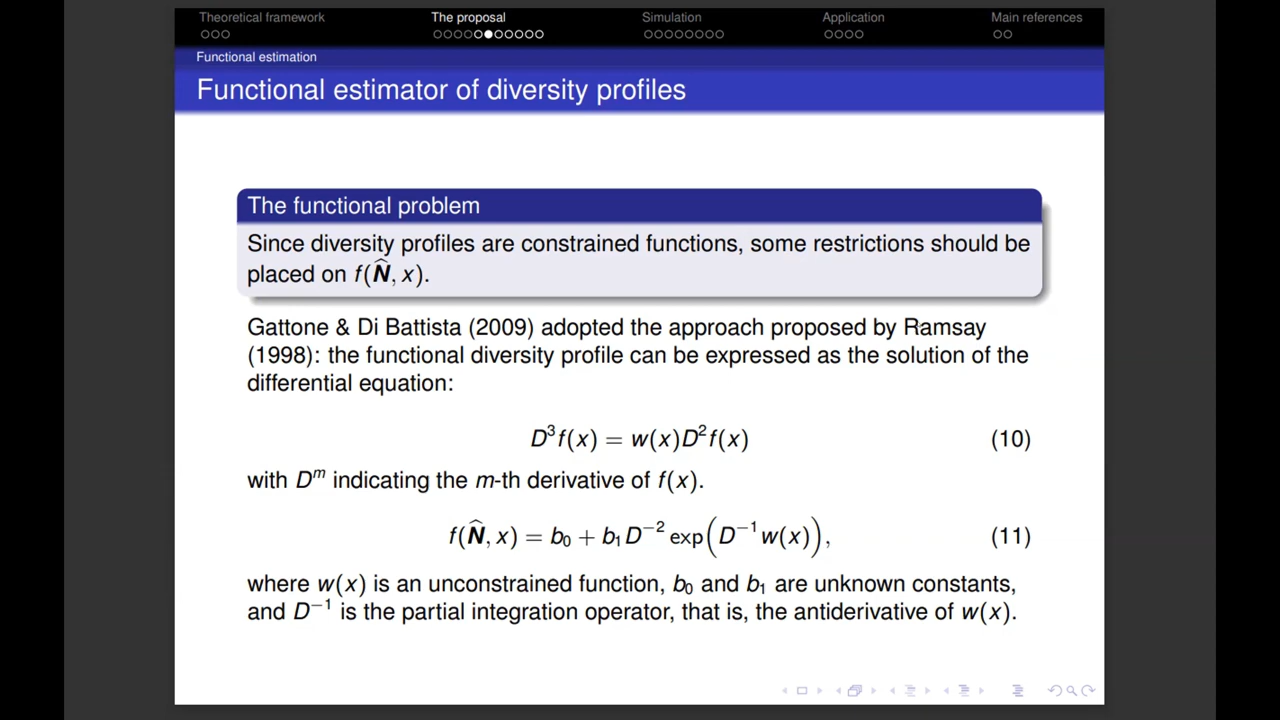 Theoretical framework The proposal Simulation Application Main references
Functional estimation
Functional estimator of diversity profiles
The functional problem
Since diversity profiles are constrained functions, some restrictions should be
placed on f(N̂, x).
Gattone & Di Battista (2009) adopted the approach proposed by Ramsay
(1998): the functional diversity profile can be expressed as the solution of the
differential equation:
D³f(x) = w(x)D²f(x) (10)
with Dᵐ indicating the m-th derivative of f(x).
f(N̂, x) = b₀ + b₁D⁻² exp(D⁻¹w(x)), (11)
where w(x) is an unconstrained function, b₀ and b₁ are unknown constants,
and D⁻¹ is the partial integration operator, that is, the antiderivative of w(x).